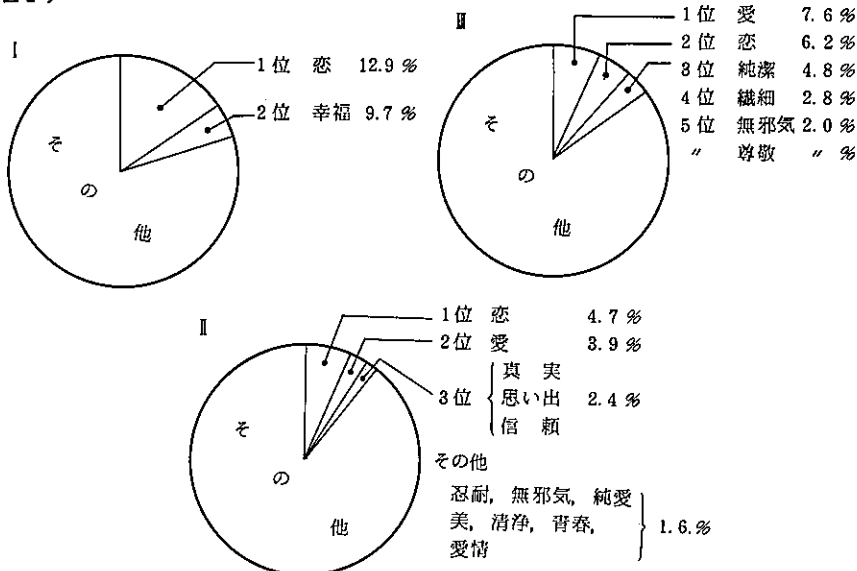 Ⅰ
1位 恋 12.9 %
2位 幸福 9.7 %
その他
Ⅲ
1位 愛 7.6 %
2位 恋 6.2 %
3位 純潔 4.8 %
4位 繊細 2.8 %
5位 無邪気 2.0 %
〃 尊敬 〃 %
その他
Ⅱ
1位 恋 4.7 %
2位 愛 3.9 %
3位 真実
思い出 2.4 %
信頼
その他
その他
忍耐, 無邪気, 純愛
美, 清浄, 青春, 1.6.%
愛情